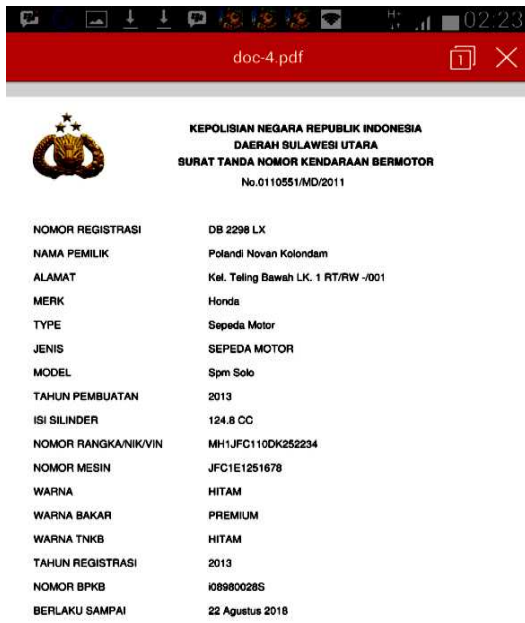 H+
02:23
doc-4.pdf
1
KEPOLISIAN NEGARA REPUBLIK INDONESIA
DAERAH SULAWESI UTARA
SURAT TANDA NOMOR KENDARAAN BERMOTOR
No.0110551/MD/2011
NOMOR REGISTRASI DB 2298 LX
NAMA PEMILIK Polandi Novan Kolondam
ALAMAT Kel. Teling Bawah LK. 1 RT/RW -/001
MERK Honda
TYPE Sepeda Motor
JENIS SEPEDA MOTOR
MODEL Spm Solo
TAHUN PEMBUATAN 2013
ISI SILINDER 124.8 CC
NOMOR RANGKA/NIK/VIN MH1JFC110DK252234
NOMOR MESIN JFC1E1251678
WARNA HITAM
WARNA BAKAR PREMIUM
WARNA TNKB HITAM
TAHUN REGISTRASI 2013
NOMOR BPKB i08980028S
BERLAKU SAMPAI 22 Agustus 2018